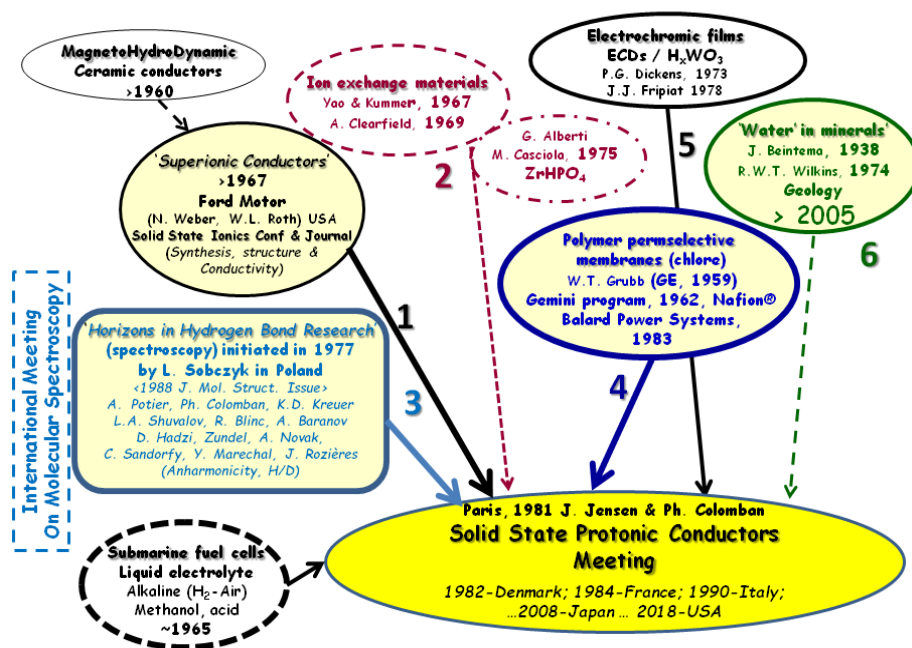 MagnetoHydroDynamic
Ceramic conductors
›1960
Ion exchange materials
Yao & Kummer, 1967
A. Clearfield, 1969
2
G. Alberti
M. Casciola, 1975
ZrHPO₄
Electrochromic films
ECDs / HₓWO₃
P.G. Dickens, 1973
J.J. Fripiat 1978
5
'Water' in minerals'
J. Beintema, 1938
R.W.T. Wilkins, 1974
Geology
> 2005
6
'Superionic Conductors'
›1967
Ford Motor
(N. Weber, W.L. Roth) USA
Solid State Ionics Conf & Journal
(Synthesis, structure &
Conductivity)
1
Polymer permselective
membranes (chlore)
W.T. Grubb (GE, 1959)
Gemini program, 1962, Nafion®
Balard Power Systems,
1983
4
International Meeting
On Molecular Spectroscopy
'Horizons in Hydrogen Bond Research'
(spectroscopy) initiated in 1977
by L. Sobczyk in Poland
‹1988 J. Mol. Struct. Issue›
A. Potier, Ph. Colomban, K.D. Kreuer
L.A. Shuvalov, R. Blinc, A. Baranov
D. Hadzi, Zundel, A. Novak,
C. Sandorfy, Y. Marechal, J. Rozières
(Anharmonicity, H/D)
3
Submarine fuel cells
Liquid electrolyte
Alkaline (H₂-Air)
Methanol, acid
~1965
Paris, 1981 J. Jensen & Ph. Colomban
Solid State Protonic Conductors
Meeting
1982-Denmark; 1984-France; 1990-Italy;
...2008-Japan ... 2018-USA